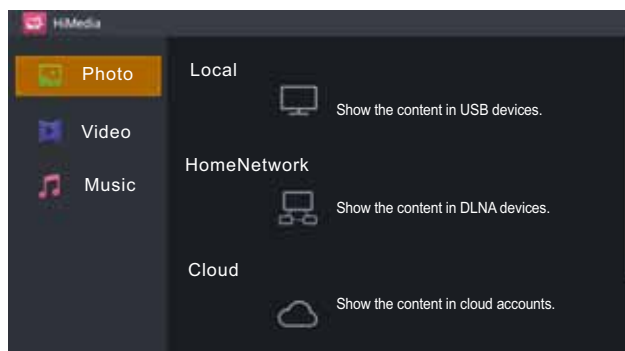 HiMedia
Photo
Video
Music
Local
Show the content in USB devices.
HomeNetwork
Show the content in DLNA devices.
Cloud
Show the content in cloud accounts.